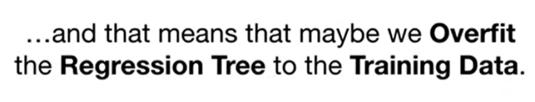 …and that means that maybe we Overfit
the Regression Tree to the Training Data.